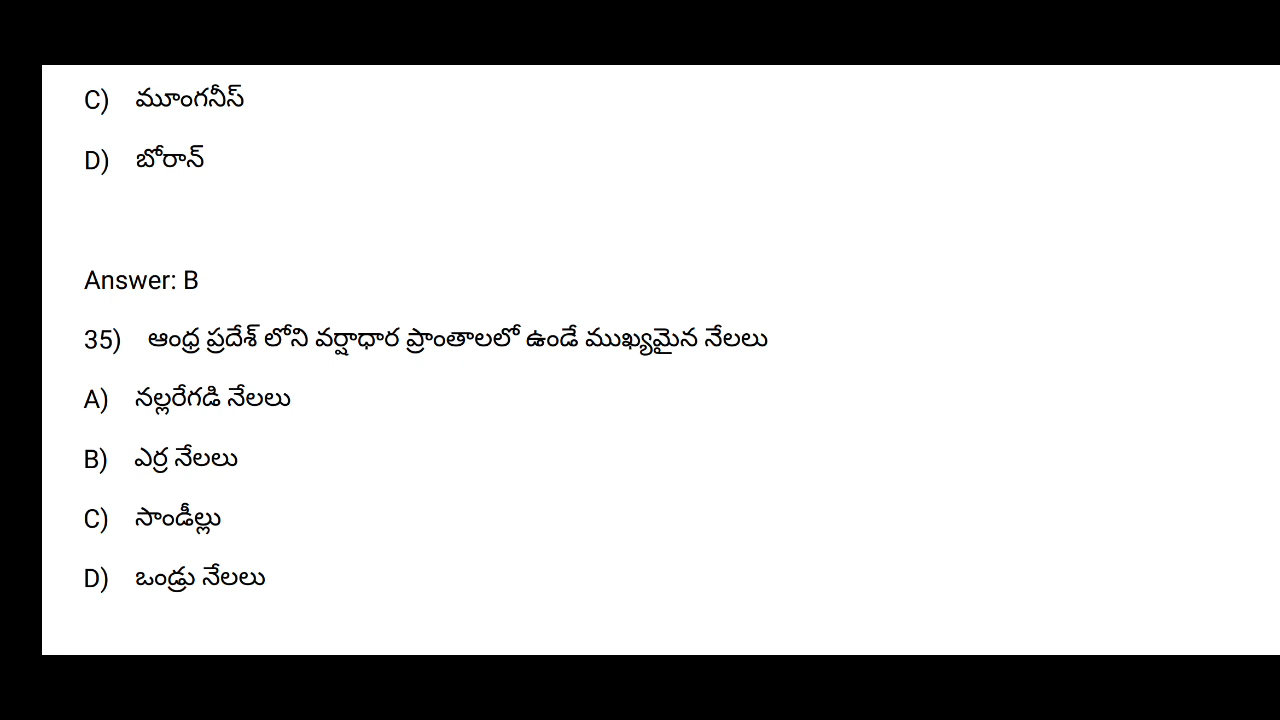 C) మూంగనీస్
D) బోరాన్
Answer: B
35) ఆంధ్ర ప్రదేశ్ లోని వర్షాధార ప్రాంతాలలో ఉండే ముఖ్యమైన నేలలు
A) నల్లరేగడి నేలలు
B) ఎర్ర నేలలు
C) సాండీల్లు
D) ఒండ్రు నేలలు